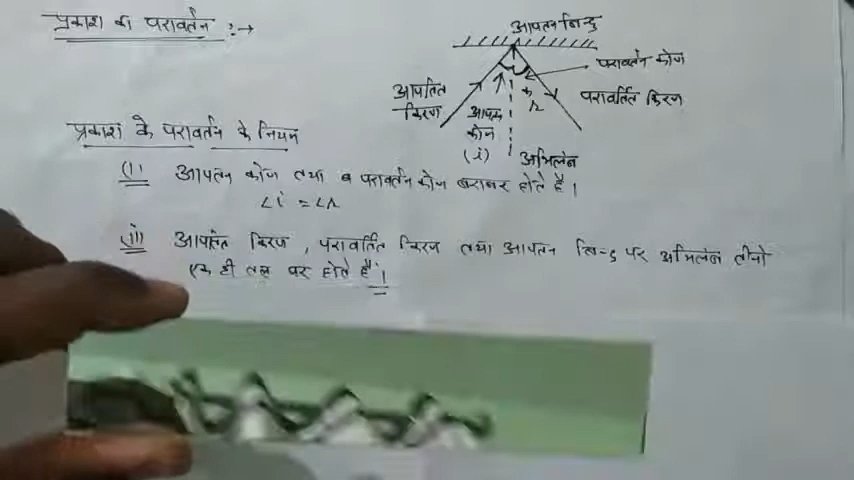 प्रकाश का परावर्तन :→
आपतन बिन्दु
परावर्तन कोण
आपतित
किरण
परावर्तित किरण
आपतन
कोण
(i)
r
अभिलंब
प्रकाश के परावर्तन के नियम
(i) आपतन कोण तथा व परावर्तन कोण बराबर होते है।
∠i = ∠r
(ii) आपतित किरण, परावर्तित किरण तथा आपतन बिन्दु पर अभिलंब तीनो
एक ही तल पर होते है।